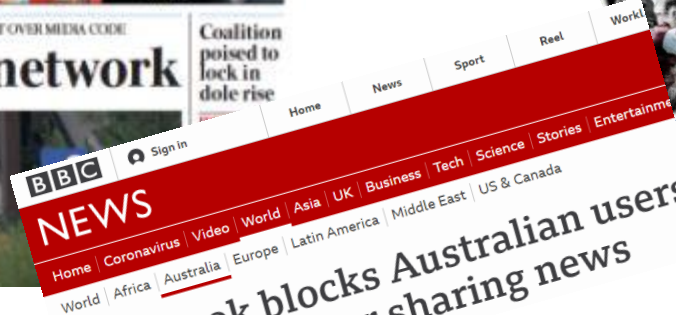 T OVER MEDIA CODE
network
Coalition
poised to
lock in
dole rise
Home News Sport Reel
BBC Sign in
NEWS
Home Coronavirus Video World Asia UK Business Tech Science Stories
World Africa Australia Europe Latin America Middle East US & Canada
blocks Australian users
sharing news